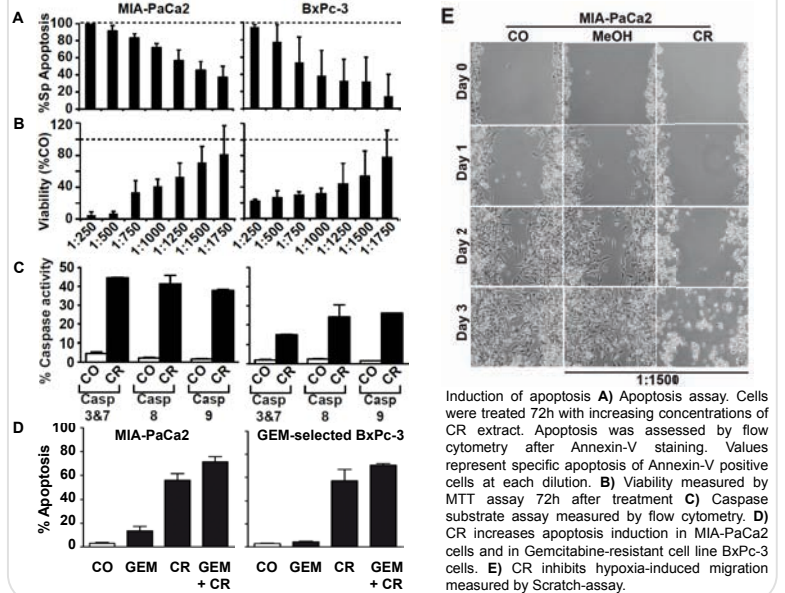 A
MIA-PaCa2
BxPc-3
%Sp Apoptosis
100
80
60
40
20
0
B
Viability (%CO)
120
80
40
0
1:250
1:500
1:750
1:1000
1:1250
1:1500
1:1750
1:250
1:500
1:750
1:1000
1:1250
1:1500
1:1750
C
% Caspase activity
50
40
30
20
10
0
CO CR CO CR CO CR
Casp Casp Casp
3&7 8 9
CO CR CO CR CO CR
Casp Casp Casp
3&7 8 9
D
MIA-PaCa2
GEM-selected BxPc-3
% Apoptosis
100
80
60
40
20
0
CO GEM CR GEM
+ CR
CO GEM CR GEM
+ CR
E
MIA-PaCa2
CO MeOH CR
Day 0
Day 1
Day 2
Day 3
1:1500
Induction of apoptosis A) Apoptosis assay. Cells
were treated 72h with increasing concentrations of
CR extract. Apoptosis was assessed by flow
cytometry after Annexin-V staining. Values
represent specific apoptosis of Annexin-V positive
cells at each dilution. B) Viability measured by
MTT assay 72h after treatment C) Caspase
substrate assay measured by flow cytometry. D)
CR increases apoptosis induction in MIA-PaCa2
cells and in Gemcitabine-resistant cell line BxPc-3
cells. E) CR inhibits hypoxia-induced migration
measured by Scratch-assay.